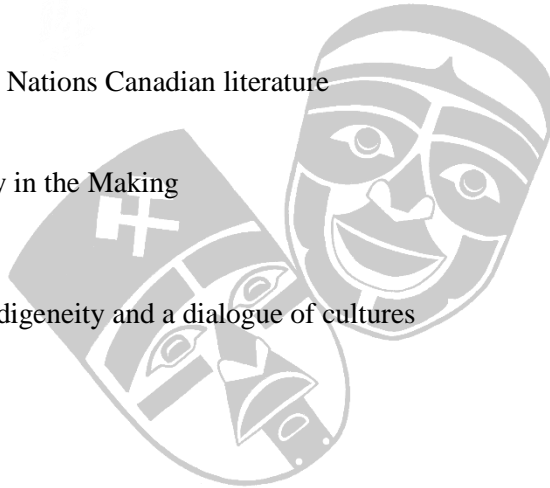 Nations Canadian literature
y in the Making
digeneity and a dialogue of cultures